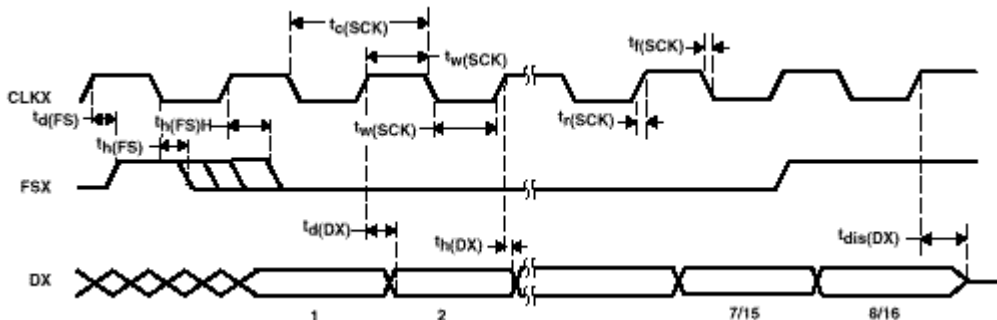 tc(SCK)
tw(SCK)
tf(SCK)
CLKX
td(FS)
th(FS)H
tw(SCK)
tr(SCK)
th(FS)
FSX
td(DX)
th(DX)
tdis(DX)
DX
1 2 7/15 8/16